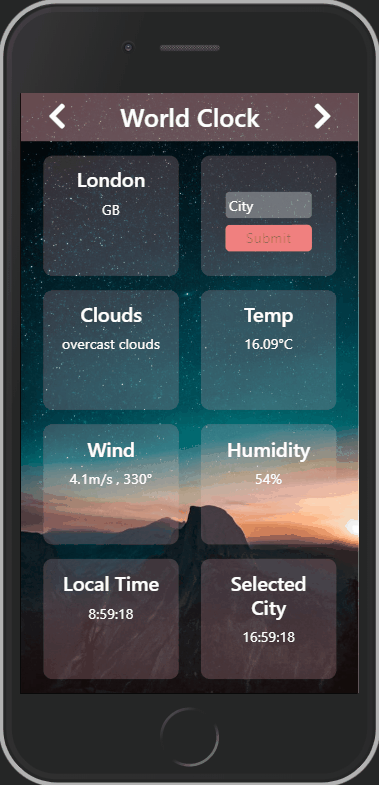 World Clock
London
GB
City
Submit
Clouds
overcast clouds
Temp
16.09°C
Wind
4.1m/s , 330°
Humidity
54%
Local Time
8:59:18
Selected
City
16:59:18